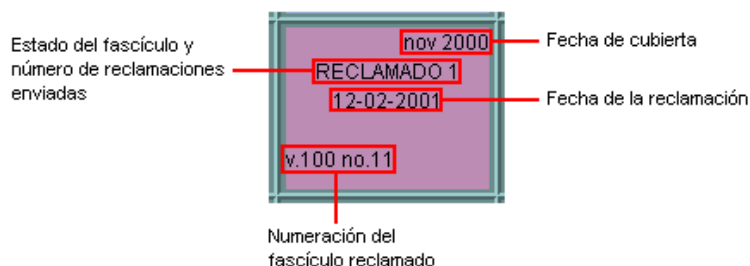 nov 2000
Fecha de cubierta
Estado del fascículo y
número de reclamaciones
enviadas
RECLAMADO 1
12-02-2001
Fecha de la reclamación
v.100 no.11
Numeración del
fascículo reclamado